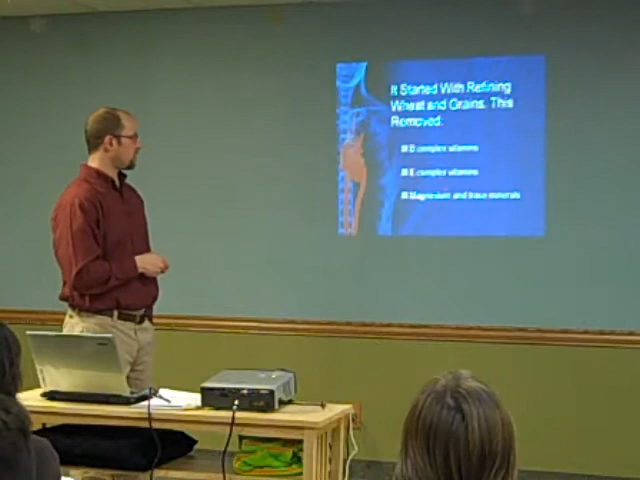 It Started With Refining
Wheat and Grains. This
Removed:
B complex vitamins
E complex vitamins
Magnesium and trace minerals